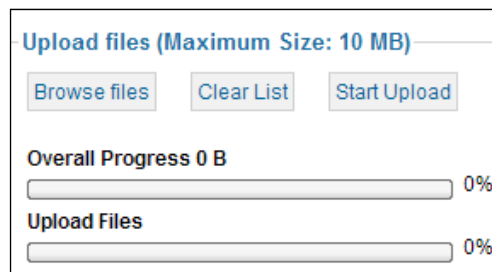 Upload files (Maximum Size: 10 MB)
Browse files Clear List Start Upload
Overall Progress 0 B
0%
Upload Files
0%